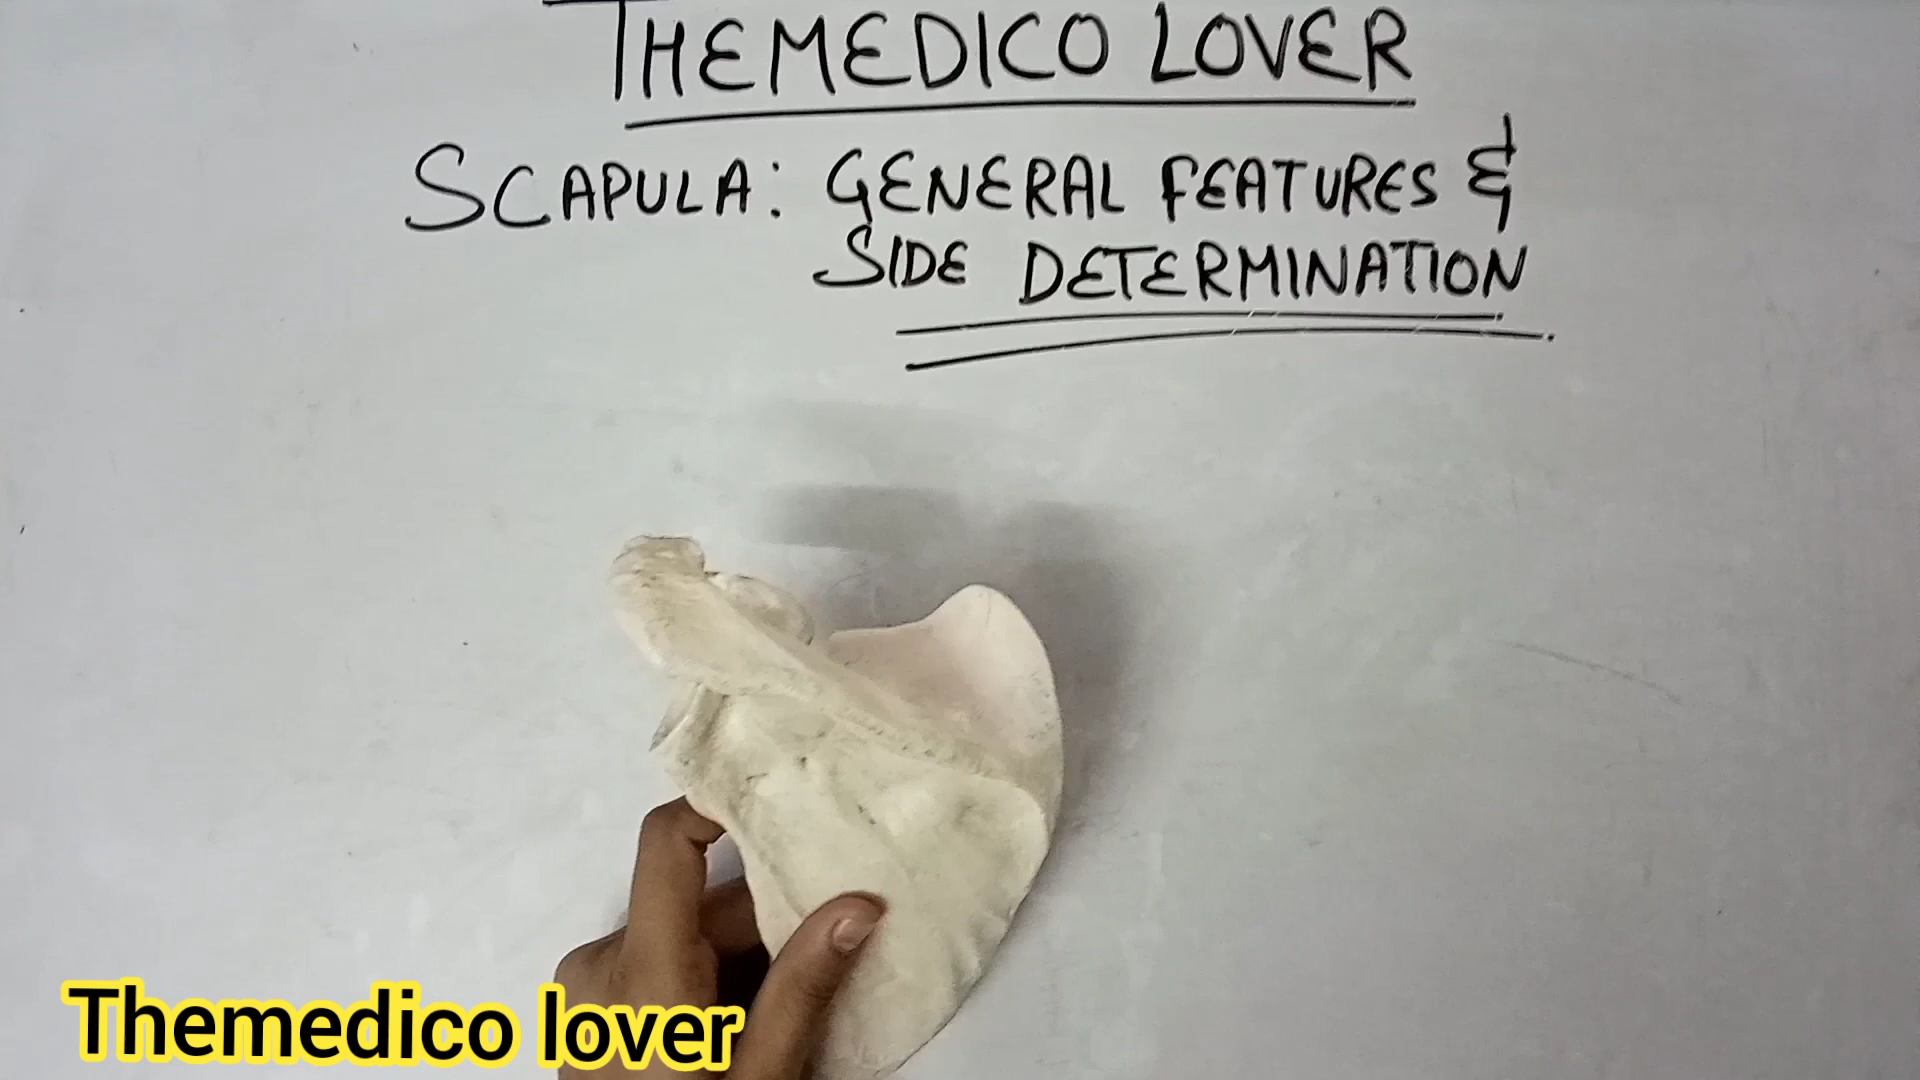 THEMEDICO LOVER
SCAPULA: GENERAL FEATURES &
SIDE DETERMINATION
Themedico lover